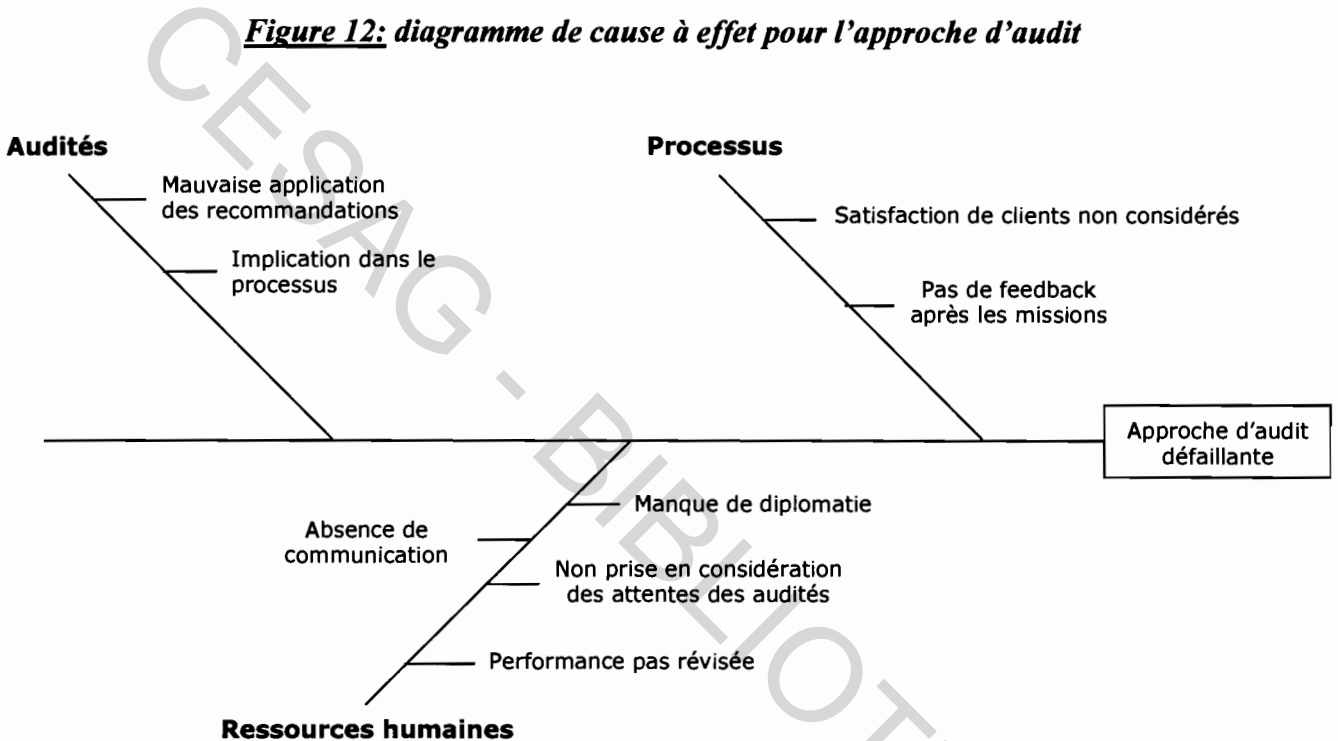 Figure 12: diagramme de cause à effet pour l'approche d'audit
Audités
Processus
Mauvaise application
des recommandations
Satisfaction de clients non considérés
Implication dans le
processus
Pas de feedback
après les missions
Approche d'audit
défaillante
Manque de diplomatie
Absence de
communication
Non prise en considération
des attentes des audités
Performance pas révisée
Ressources humaines
CESAG - BIBLIOT